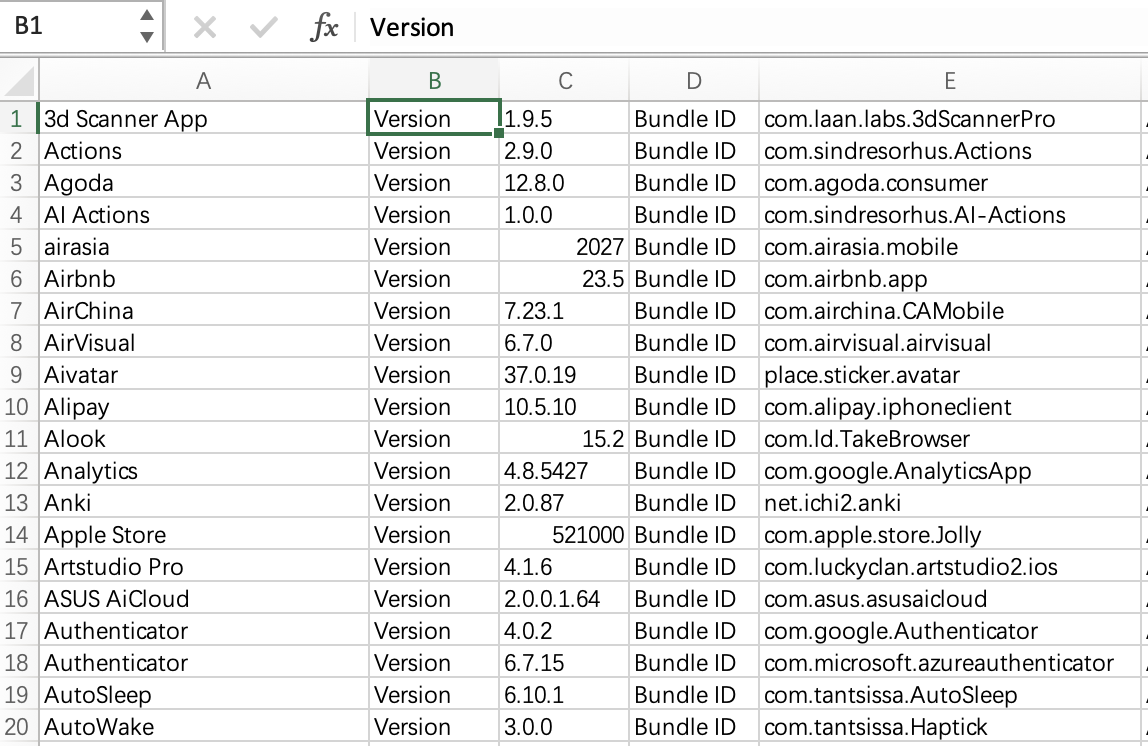 B1 fx Version
A B C D E
1 3d Scanner App Version 1.9.5 Bundle ID com.laan.labs.3dScannerPro
2 Actions Version 2.9.0 Bundle ID com.sindresorhus.Actions
3 Agoda Version 12.8.0 Bundle ID com.agoda.consumer
4 AI Actions Version 1.0.0 Bundle ID com.sindresorhus.AI-Actions
5 airasia Version 2027 Bundle ID com.airasia.mobile
6 Airbnb Version 23.5 Bundle ID com.airbnb.app
7 AirChina Version 7.23.1 Bundle ID com.airchina.CAMobile
8 AirVisual Version 6.7.0 Bundle ID com.airvisual.airvisual
9 Aivatar Version 37.0.19 Bundle ID place.sticker.avatar
10 Alipay Version 10.5.10 Bundle ID com.alipay.iphoneclient
11 Alook Version 15.2 Bundle ID com.ld.TakeBrowser
12 Analytics Version 4.8.5427 Bundle ID com.google.AnalyticsApp
13 Anki Version 2.0.87 Bundle ID net.ichi2.anki
14 Apple Store Version 521000 Bundle ID com.apple.store.Jolly
15 Artstudio Pro Version 4.1.6 Bundle ID com.luckyclan.artstudio2.ios
16 ASUS AiCloud Version 2.0.0.1.64 Bundle ID com.asus.asusaicloud
17 Authenticator Version 4.0.2 Bundle ID com.google.Authenticator
18 Authenticator Version 6.7.15 Bundle ID com.microsoft.azureauthenticator
19 AutoSleep Version 6.10.1 Bundle ID com.tantsissa.AutoSleep
20 AutoWake Version 3.0.0 Bundle ID com.tantsissa.Haptick